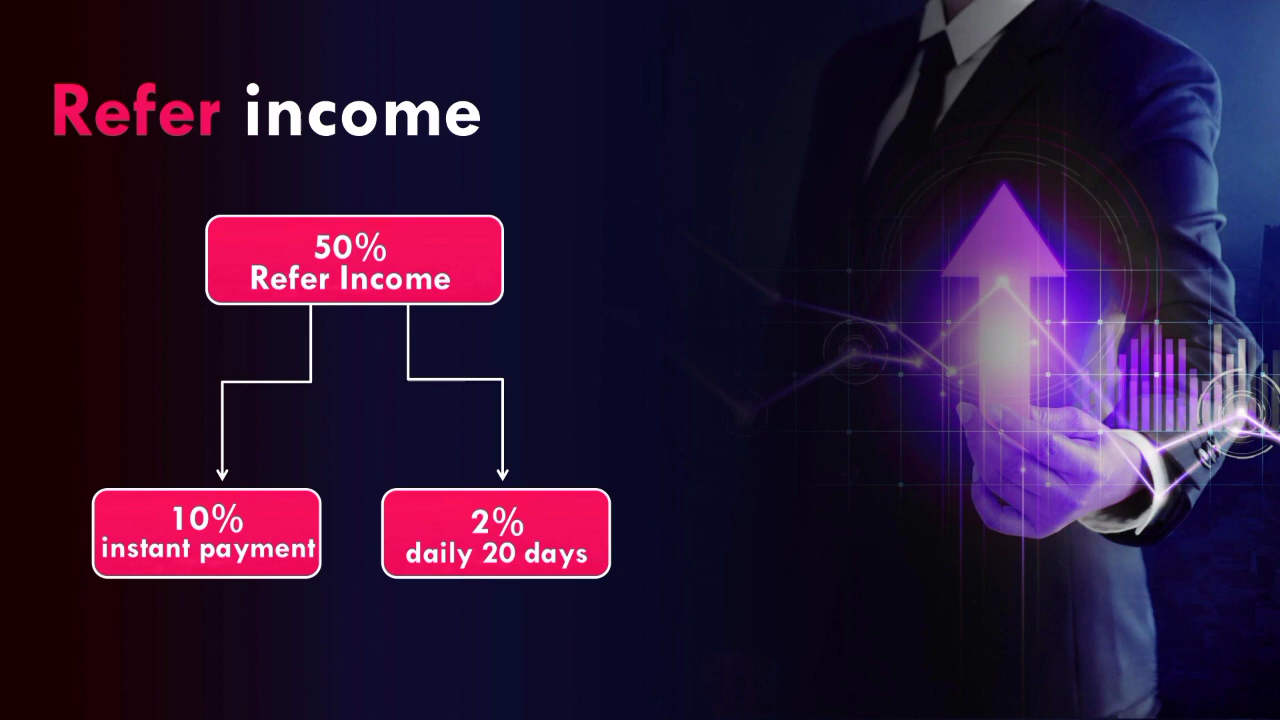 Refer income
50%
Refer Income
10%
instant payment
2%
daily 20 days